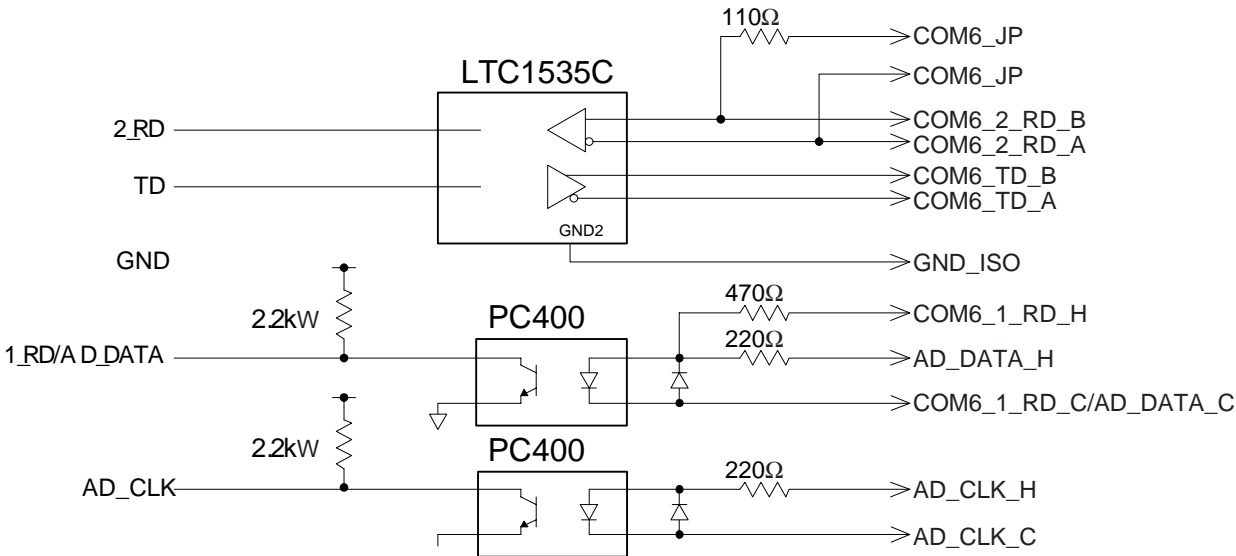 110Ω
COM6_JP
LTC1535C
COM6_JP
2_RD
COM6_2_RD_B
COM6_2_RD_A
TD
COM6_TD_B
COM6_TD_A
GND2
GND
GND_ISO
470Ω
2.2kW
PC400
COM6_1_RD_H
220Ω
1_RD/A D_DATA
AD_DATA_H
COM6_1_RD_C/AD_DATA_C
2.2kW
PC400
220Ω
AD_CLK
AD_CLK_H
AD_CLK_C